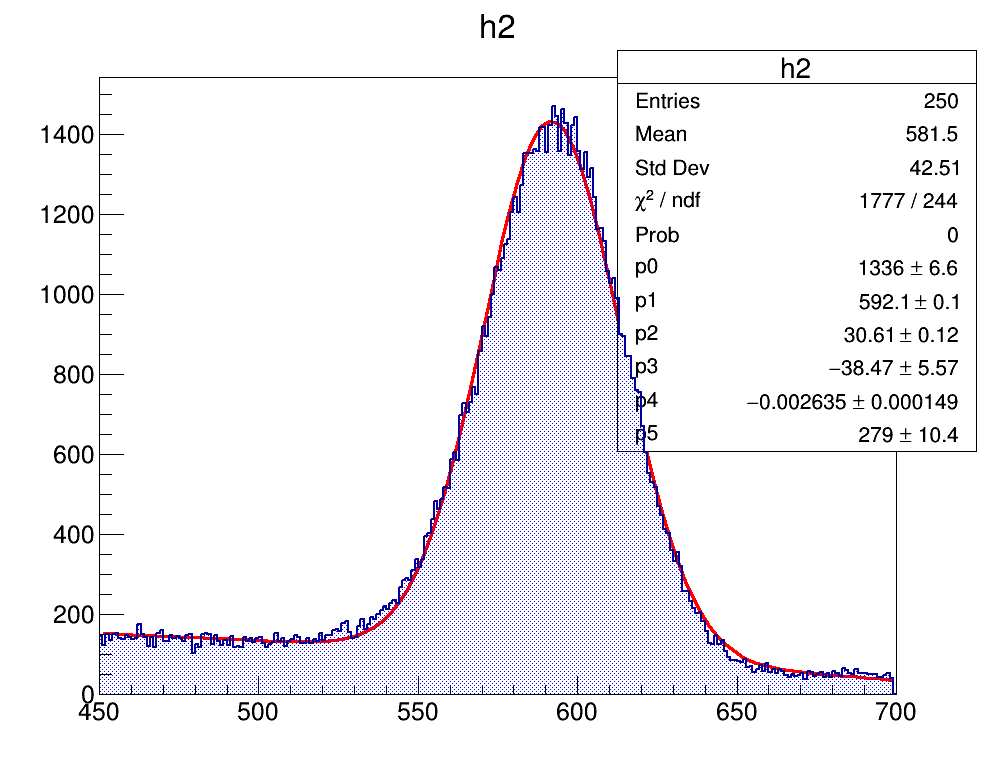 h2
h2
Entries 250
Mean 581.5
Std Dev 42.51
χ² / ndf 1777 / 244
Prob 0
p0 1336 ± 6.6
p1 592.1 ± 0.1
p2 30.61 ± 0.12
p3 −38.47 ± 5.57
p4 −0.002635 ± 0.000149
p5 279 ± 10.4
1400
1200
1000
800
600
400
200
0
450 500 550 600 650 700